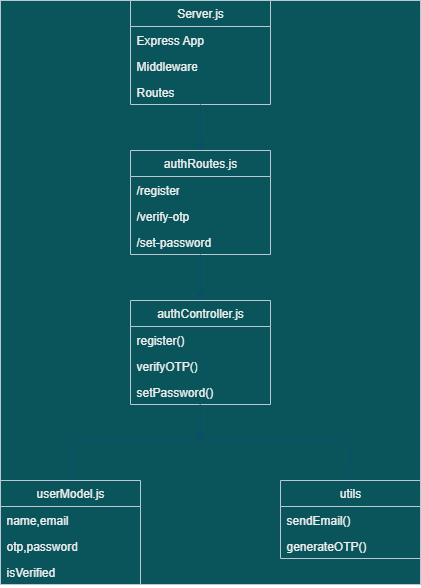 Server.js
Express App
Middleware
Routes
authRoutes.js
/register
/verify-otp
/set-password
authController.js
register()
verifyOTP()
setPassword()
userModel.js
name,email
otp,password
isVerified
utils
sendEmail()
generateOTP()